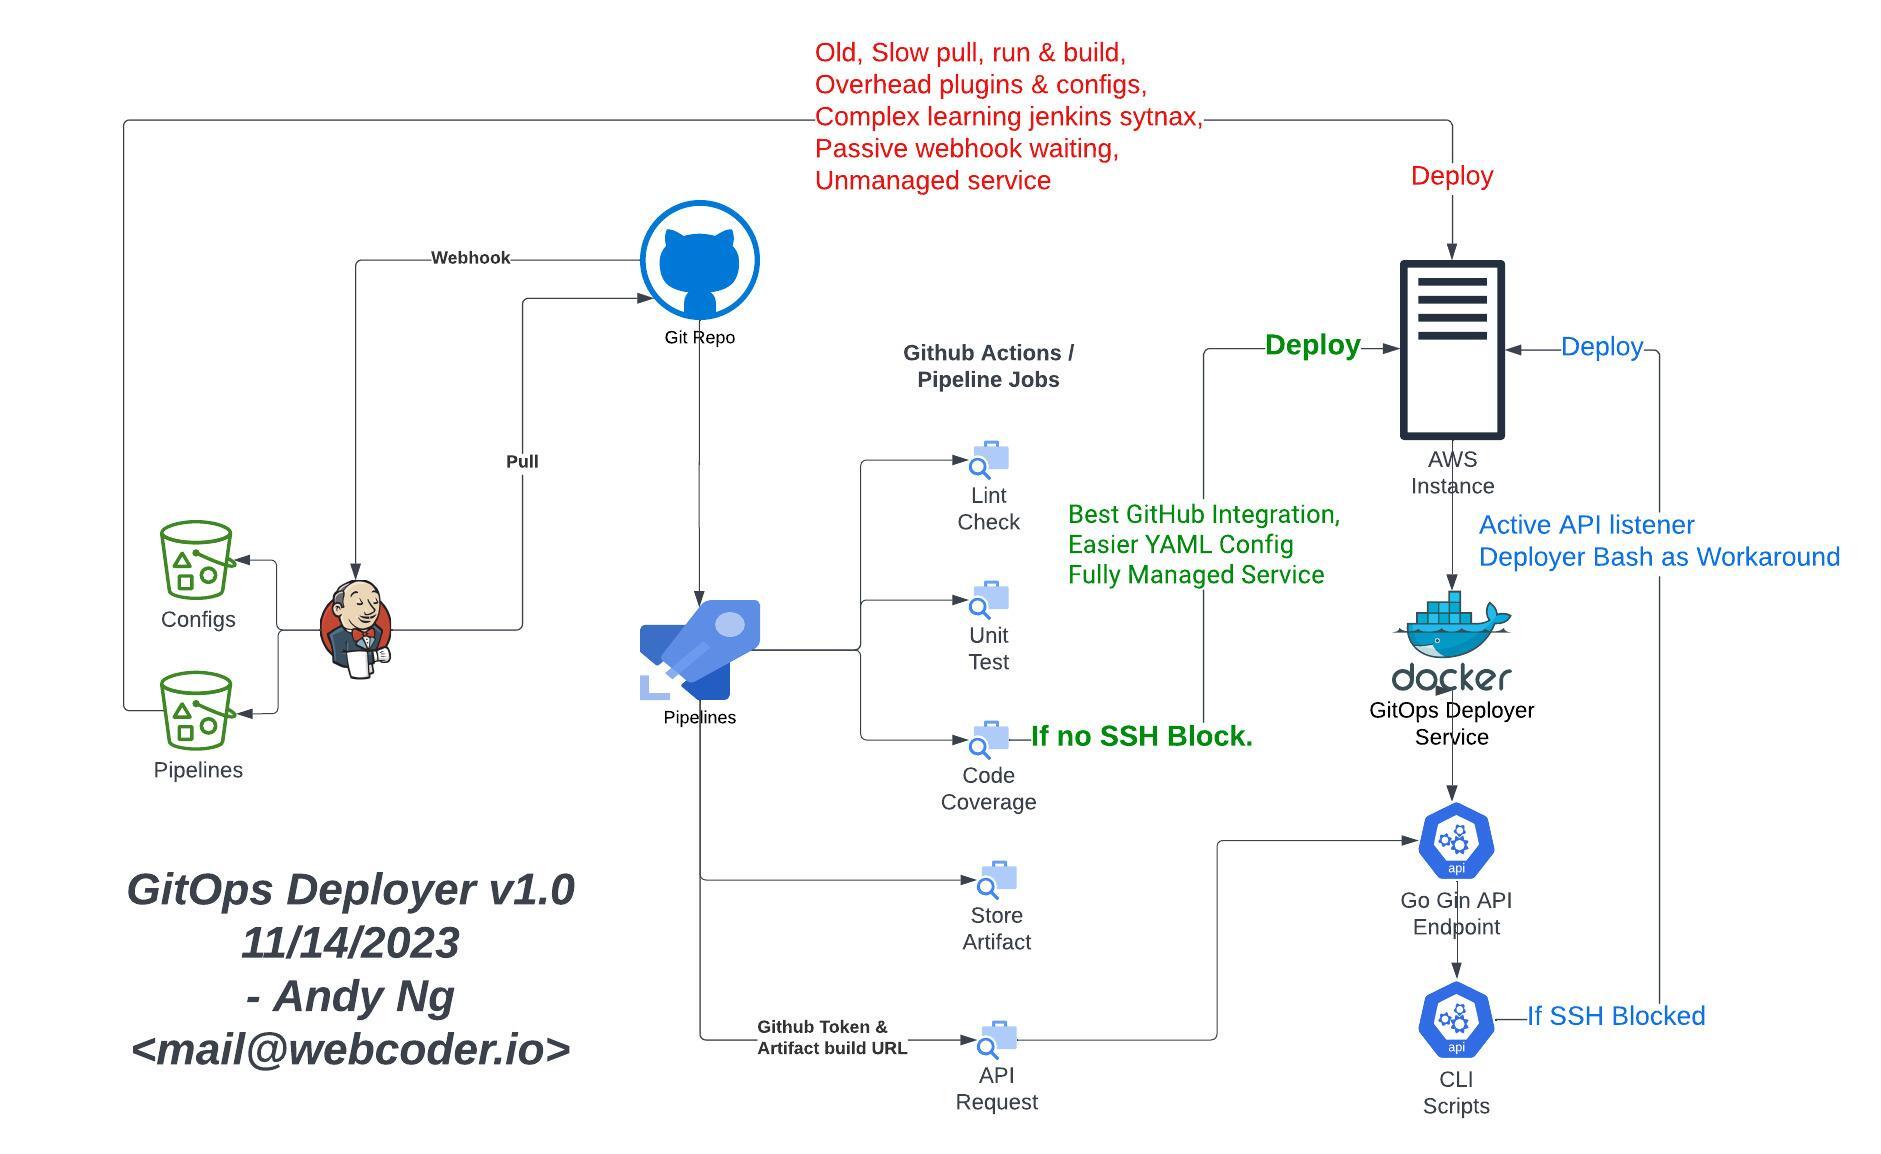 Old, Slow pull, run & build,
Overhead plugins & configs,
Complex learning jenkins sytnax,
Passive webhook waiting,
Unmanaged service
Deploy
Webhook
Git Repo
Github Actions /
Pipeline Jobs
Deploy
Deploy
Pull
AWS
Instance
Lint
Check
Best GitHub Integration,
Easier YAML Config
Fully Managed Service
Active API listener
Deployer Bash as Workaround
Configs
Unit
Test
docker
GitOps Deployer
Service
Pipelines
If no SSH Block.
Pipelines
Code
Coverage
api
Go Gin API
Endpoint
GitOps Deployer v1.0
11/14/2023
- Andy Ng
<mail@webcoder.io>
Store
Artifact
If SSH Blocked
Github Token &
Artifact build URL
api
API
Request
CLI
Scripts